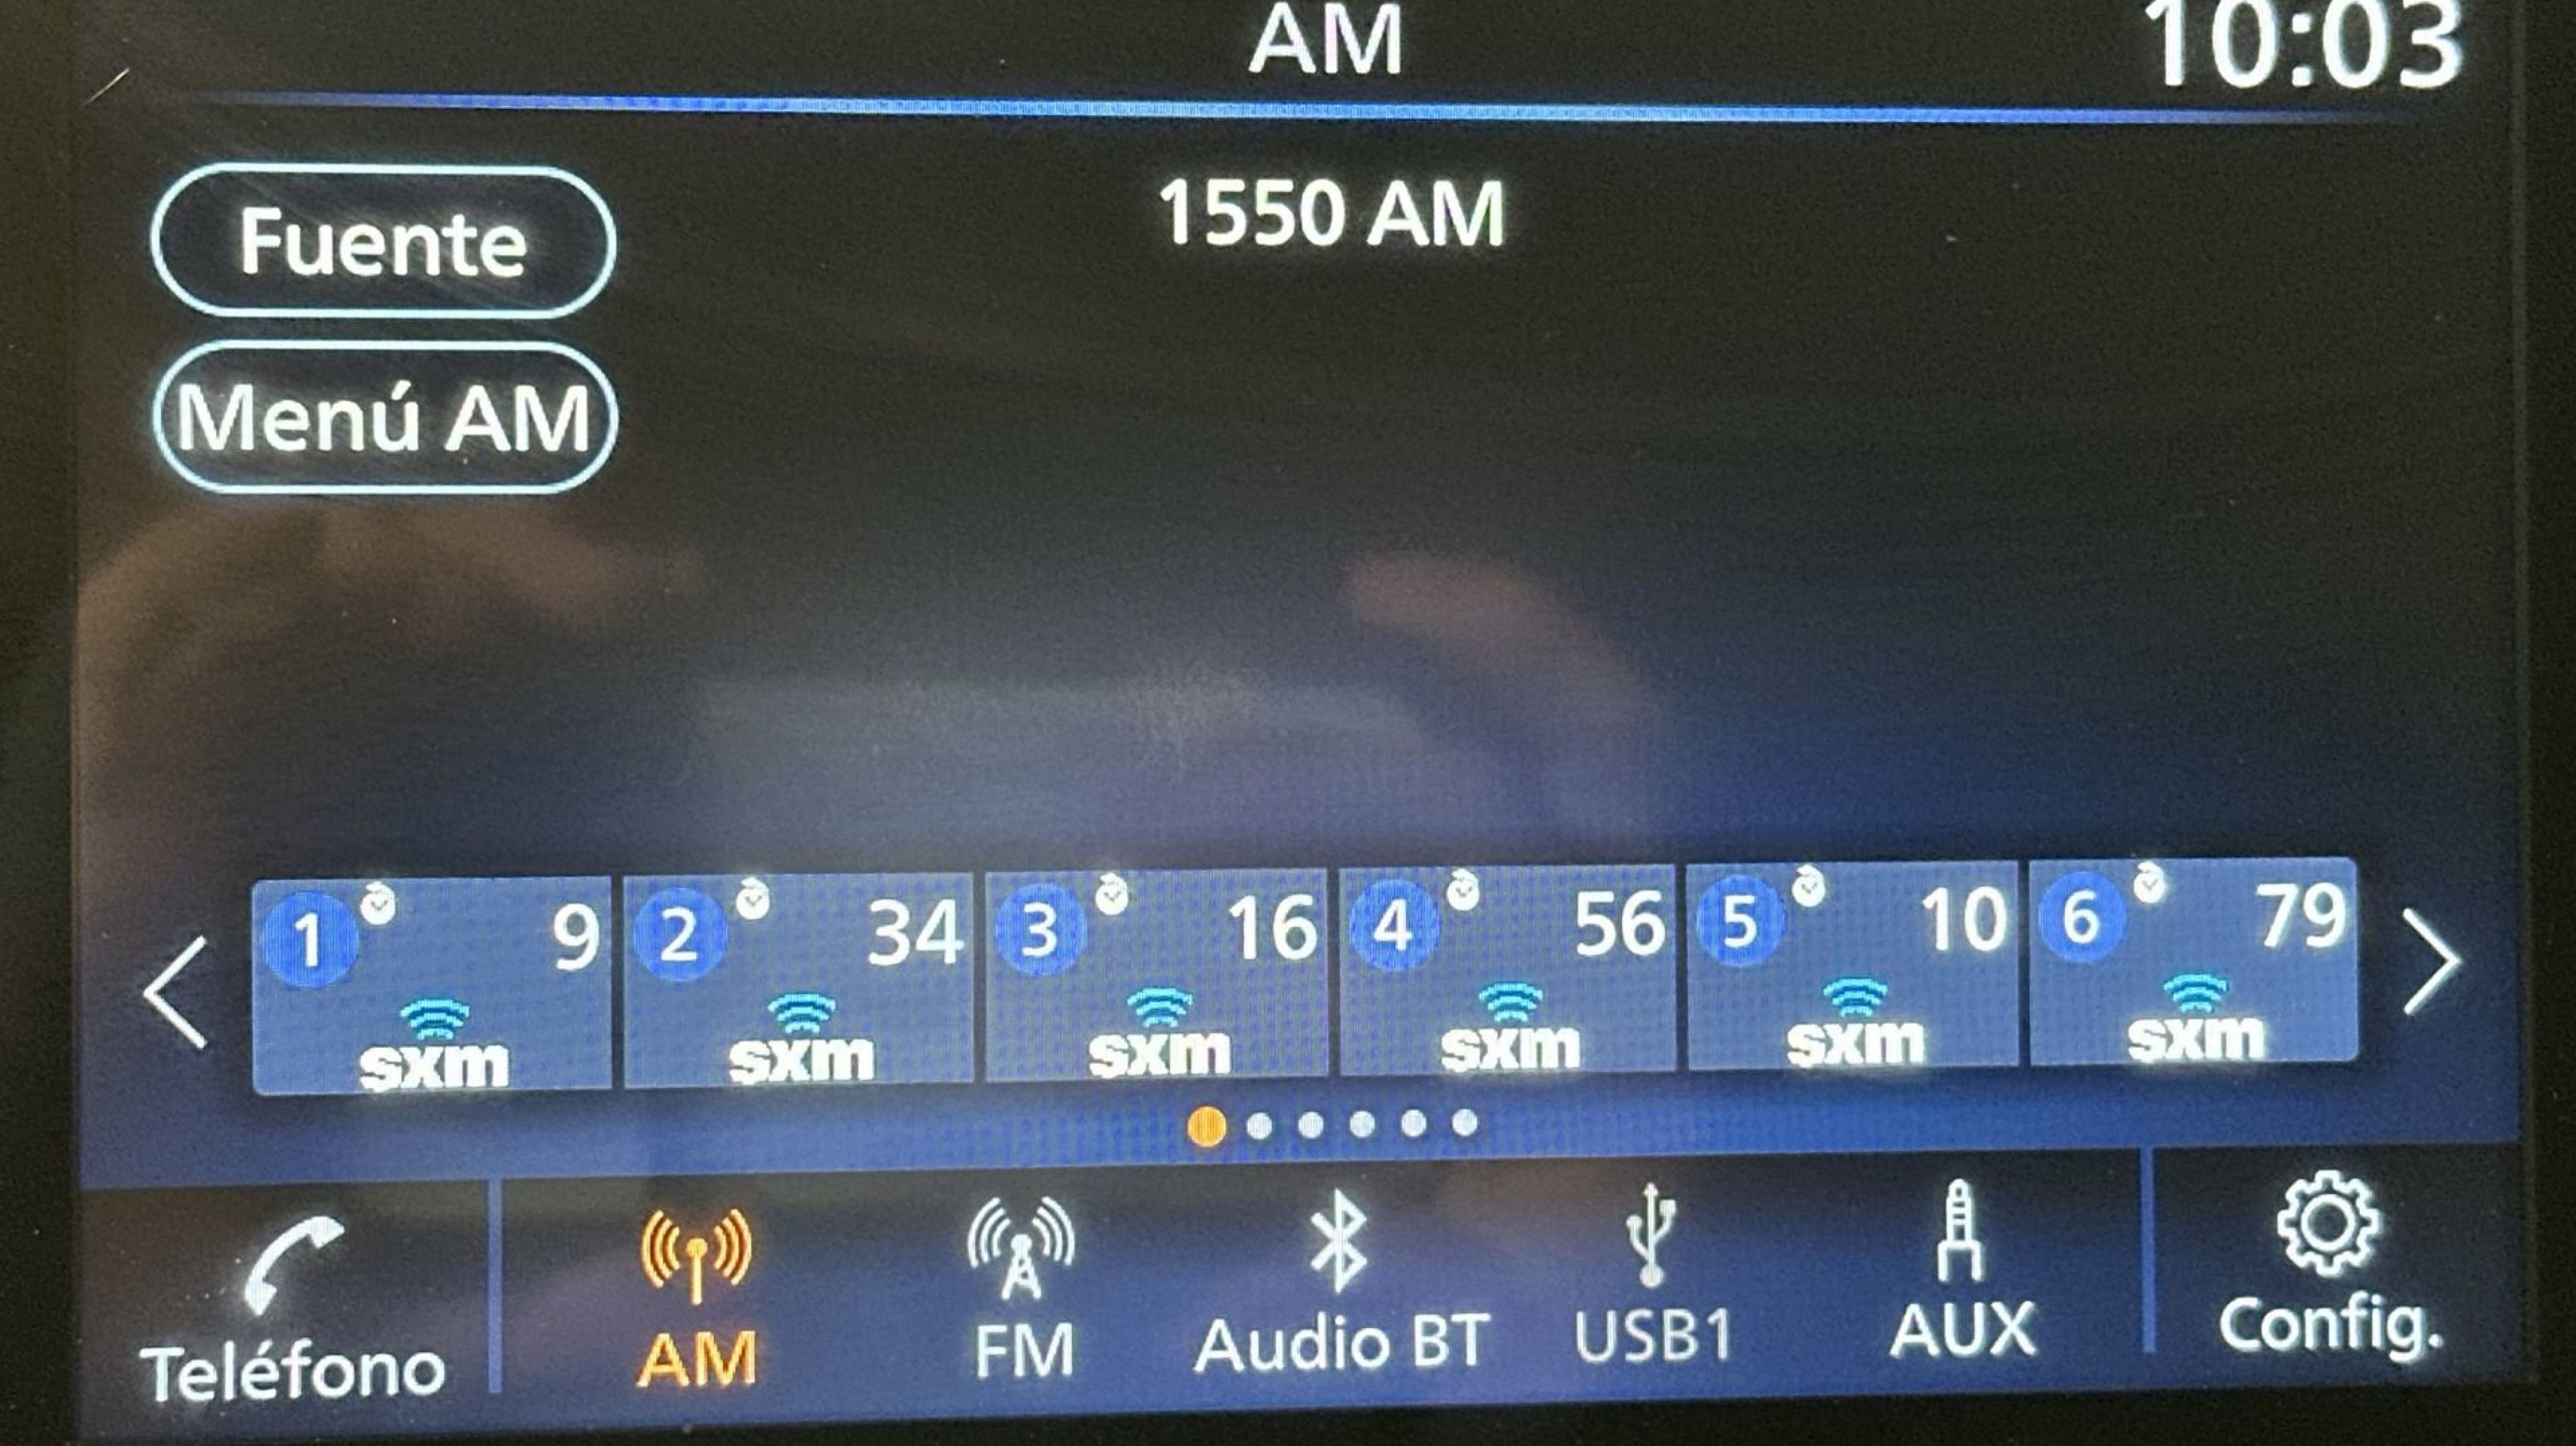 AM
10:03
1550 AM
Fuente
Menú AM
1 9
sxm
2 34
sxm
3 16
sxm
4 56
sxm
5 10
sxm
6 79
sxm
Teléfono
AM
FM
Audio BT
USB1
AUX
Config.